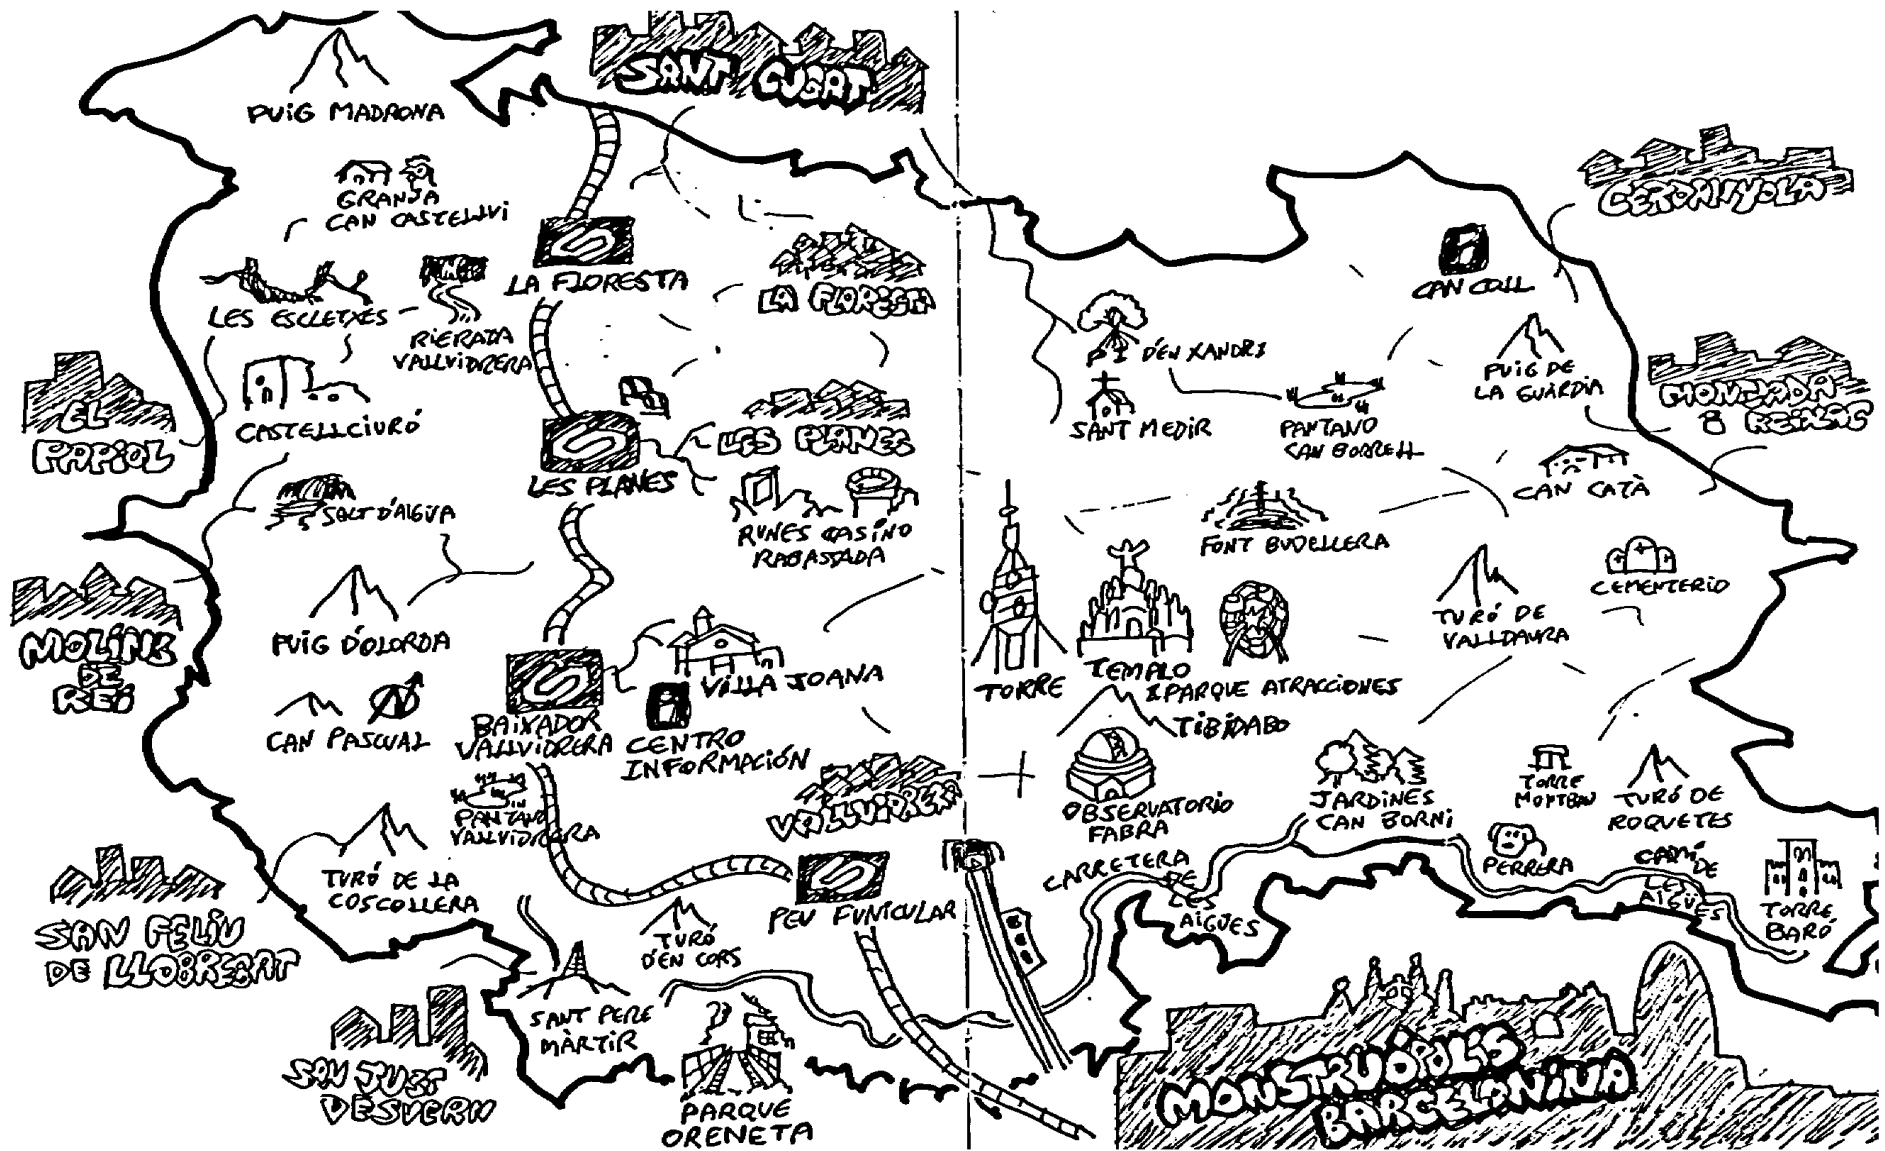 SANT CUGAT
PUIG MADRONA
GRANJA
CAN CASTELLVI
CERDANYOLA
LA FLORESTA
LA FLORESTA
CAN COLL
LES ESCLETXES
RIERADA
VALLVIDRERA
D'EN XANDRI
PUIG DE
LA GUÀRDIA
MONTCADA
I REIXAC
EL
PAPIOL
CASTELLCIURÓ
LES PLANES
LES PLANES
SANT MEDIR
PANTANO
CAN BORRELL
CAN CATÀ
SALT D'AIGUA
RUNES CASINO
RABASSADA
FONT BUDELLERA
CEMENTERIO
MOLINS
DE
REI
PUIG D'OLORDA
TURÓ DE
VALLDAURA
VILLA JOANA
TORRE
TEMPLO
I PARQUE ATRACCIONES
TIBIDABO
CAN PASCUAL
BAIXADOR
VALLVIDRERA
CENTRO
INFORMACIÓN
PANTANO
VALLVIDRERA
VALLVIDRERA
OBSERVATORIO
FABRA
JARDINES
CAN BORNI
TORRE
TURÓ DE
ROQUETES
SAN FELIU
DE LLOBREGAT
TURÓ DE LA
COSCOLLERA
PEU FUNICULAR
CARRETERA
DE
LES
AIGÜES
PERRERA
CAMÍ
DE
LES
AIGÜES
TORRE
BARÓ
TURÓ
D'EN CORS
SANT PERE
MÀRTIR
SAN JUST
DESVERN
PARQUE
ORENETA
MONSTRUÓPOLIS
BARCELONINA